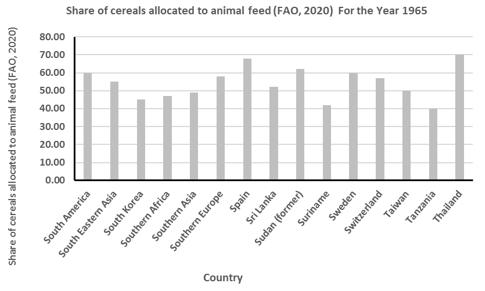 Share of cereals allocated to animal feed (FAO, 2020)  For the Year 1965
Share of cereals allocated to animal feed (FAO, 2020)
80.00
70.00
60.00
50.00
40.00
30.00
20.00
10.00
0.00
South America
South Eastern Asia
South Korea
Southern Africa
Southern Asia
Southern Europe
Spain
Sri Lanka
Sudan (former)
Suriname
Sweden
Switzerland
Taiwan
Tanzania
Thailand
Country